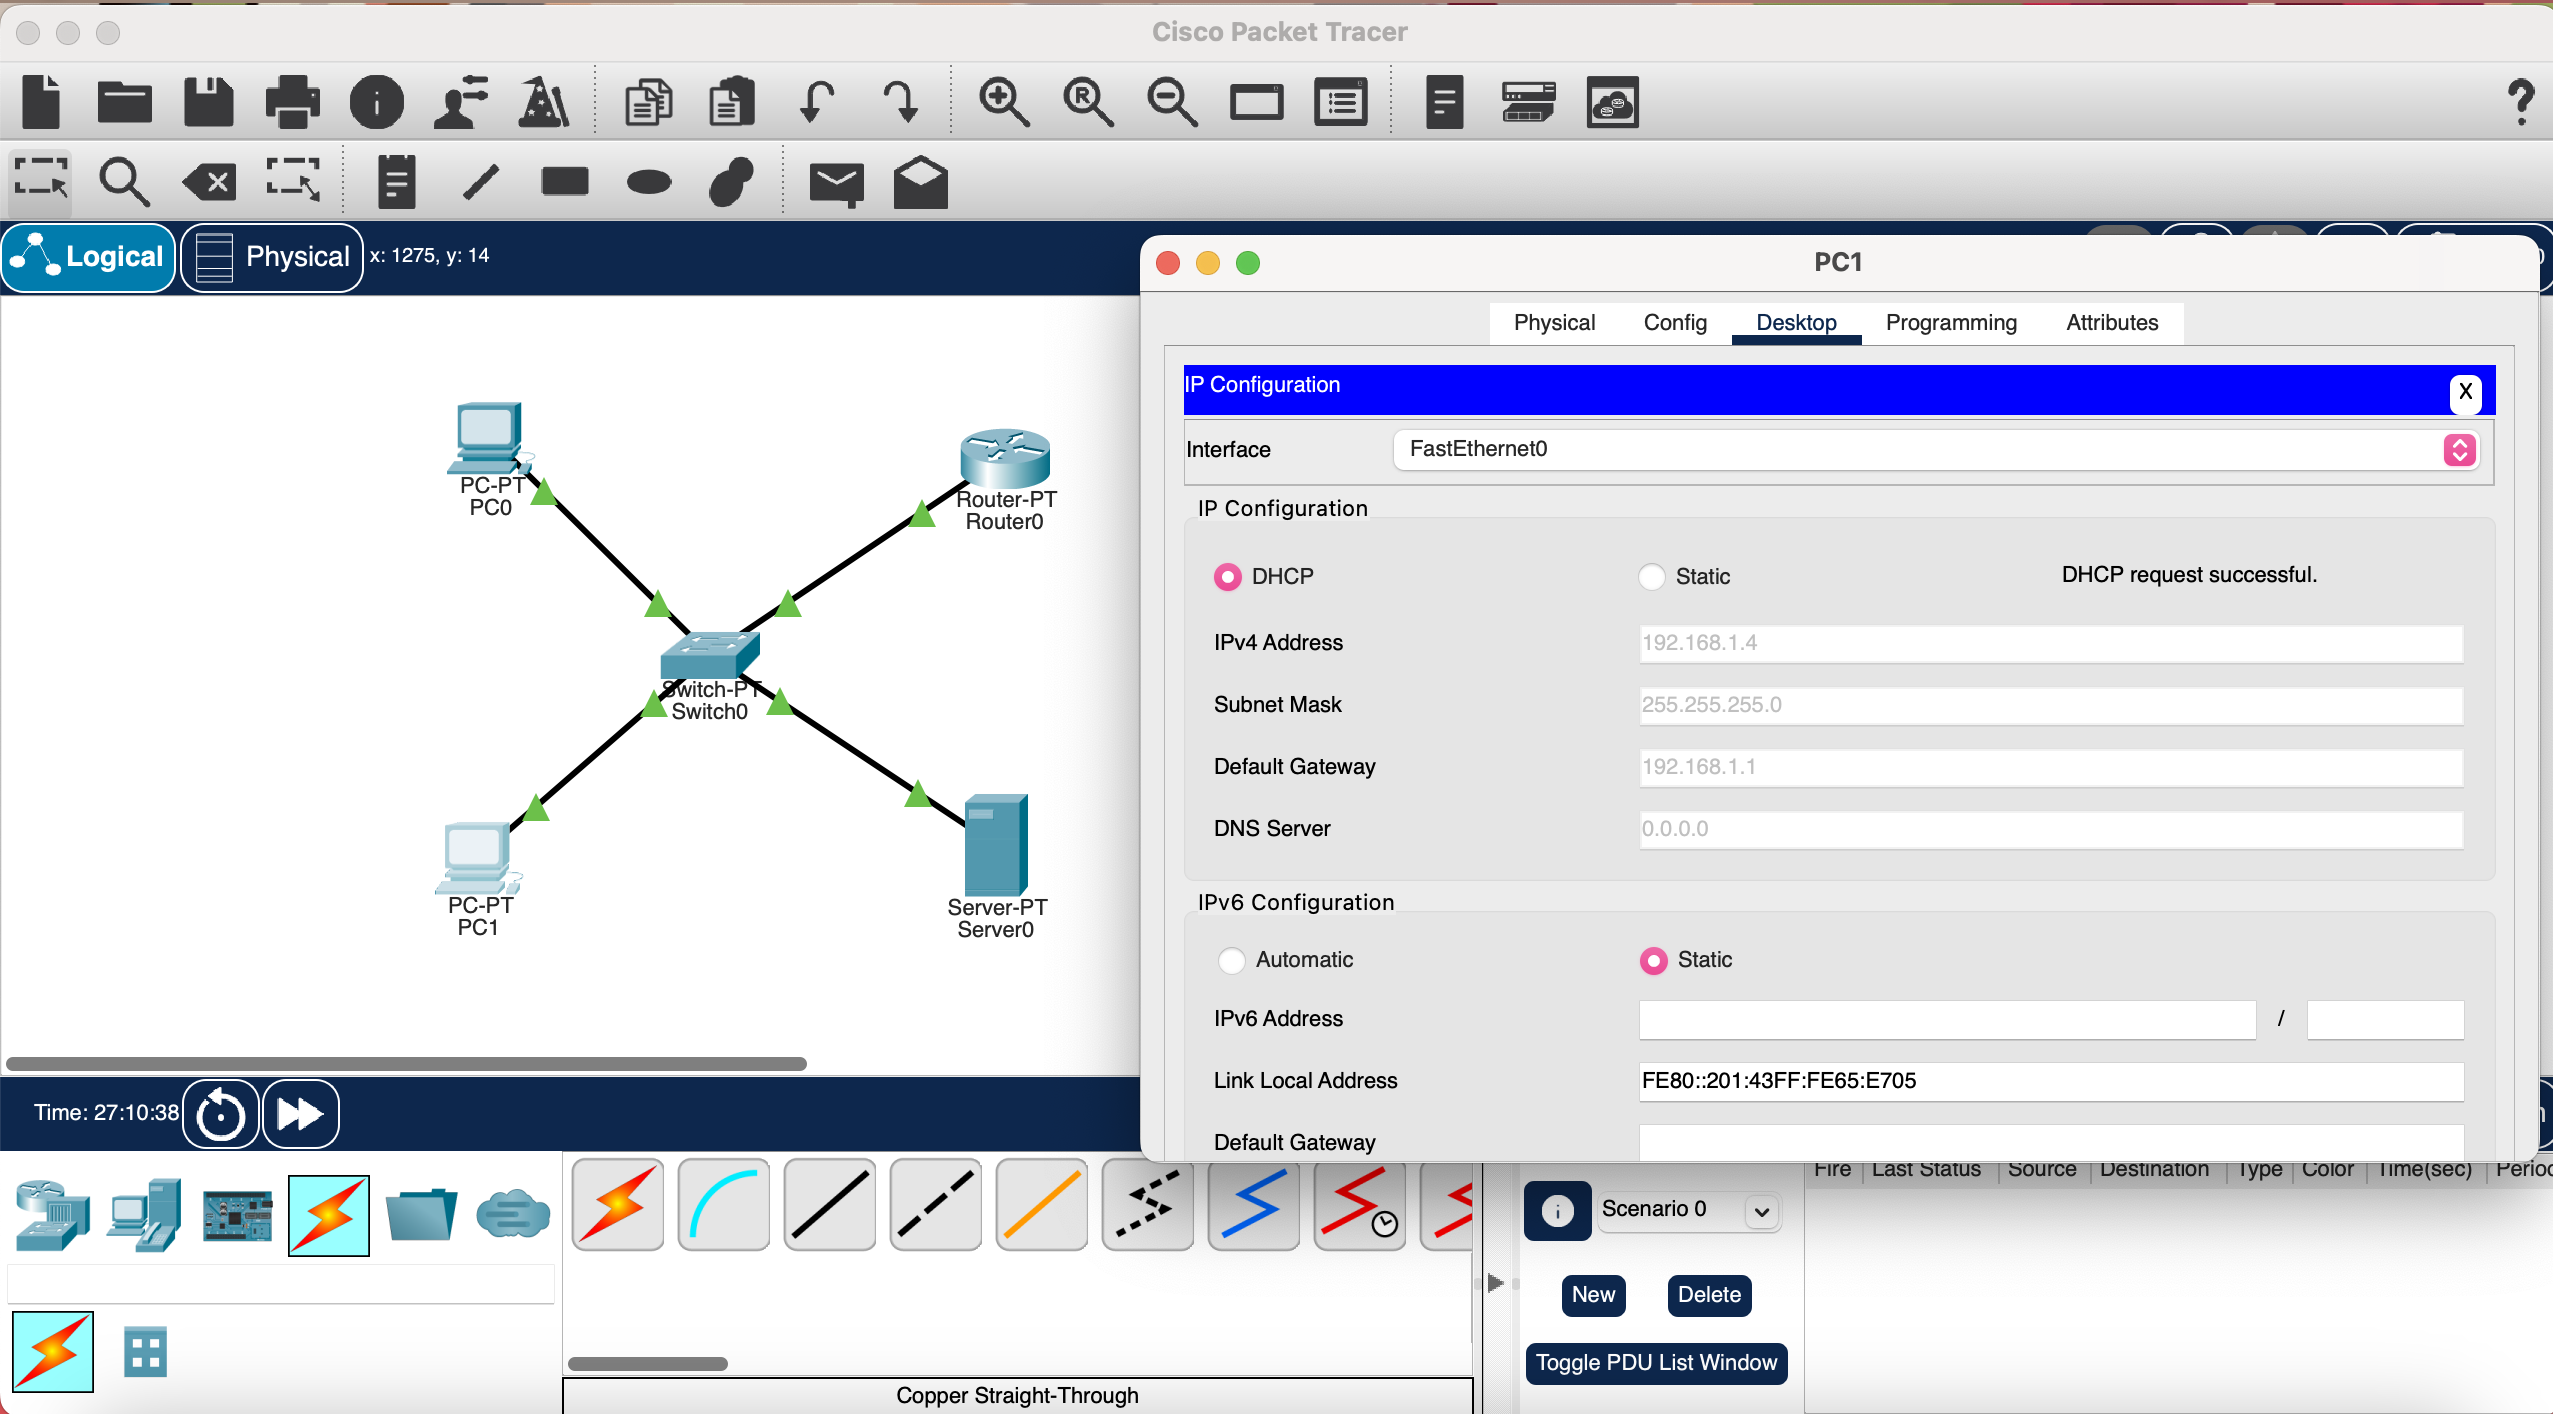 Cisco Packet Tracer
Logical
Physical
x: 1275, y: 14
PC1
Physical
Config
Desktop
Programming
Attributes
IP Configuration
X
Interface
FastEthernet0
IP Configuration
DHCP
Static
DHCP request successful.
IPv4 Address
192.168.1.4
Subnet Mask
255.255.255.0
Default Gateway
192.168.1.1
DNS Server
0.0.0.0
IPv6 Configuration
Automatic
Static
IPv6 Address
/
Link Local Address
FE80::201:43FF:FE65:E705
Default Gateway
PC-PT
PC0
Router-PT
Router0
Switch-PT
Switch0
PC-PT
PC1
Server-PT
Server0
Time: 27:10:38
Fire
Last Status
Source
Destination
Type
Color
Time(sec)
Scenario 0
New
Delete
Toggle PDU List Window
Copper Straight-Through